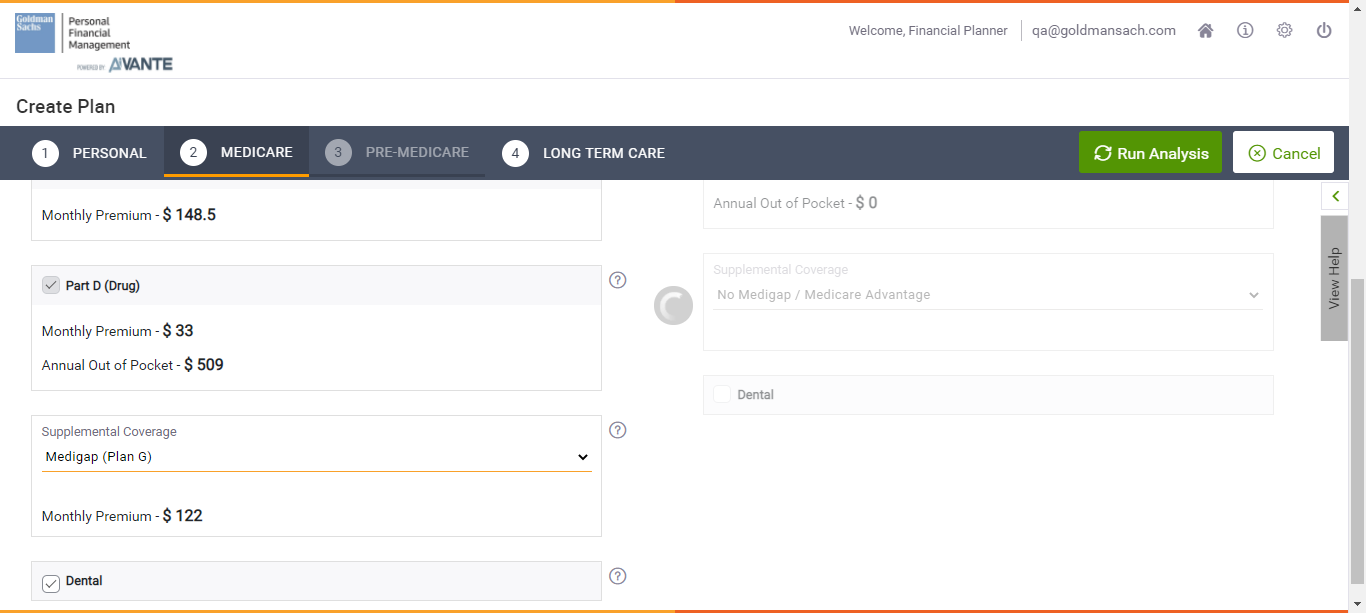 Goldman
Sachs
Personal
Financial
Management
POWERED BY AIVANTE
Welcome, Financial Planner
qa@goldmansach.com
Create Plan
1 PERSONAL
2 MEDICARE
3 PRE-MEDICARE
4 LONG TERM CARE
Run Analysis
Cancel
Monthly Premium - $ 148.5
Part D (Drug)
?
Monthly Premium - $ 33
Annual Out of Pocket - $ 509
Supplemental Coverage
?
Medigap (Plan G)
Monthly Premium - $ 122
Dental
?
Annual Out of Pocket - $ 0
Supplemental Coverage
No Medigap / Medicare Advantage
Dental
View Help